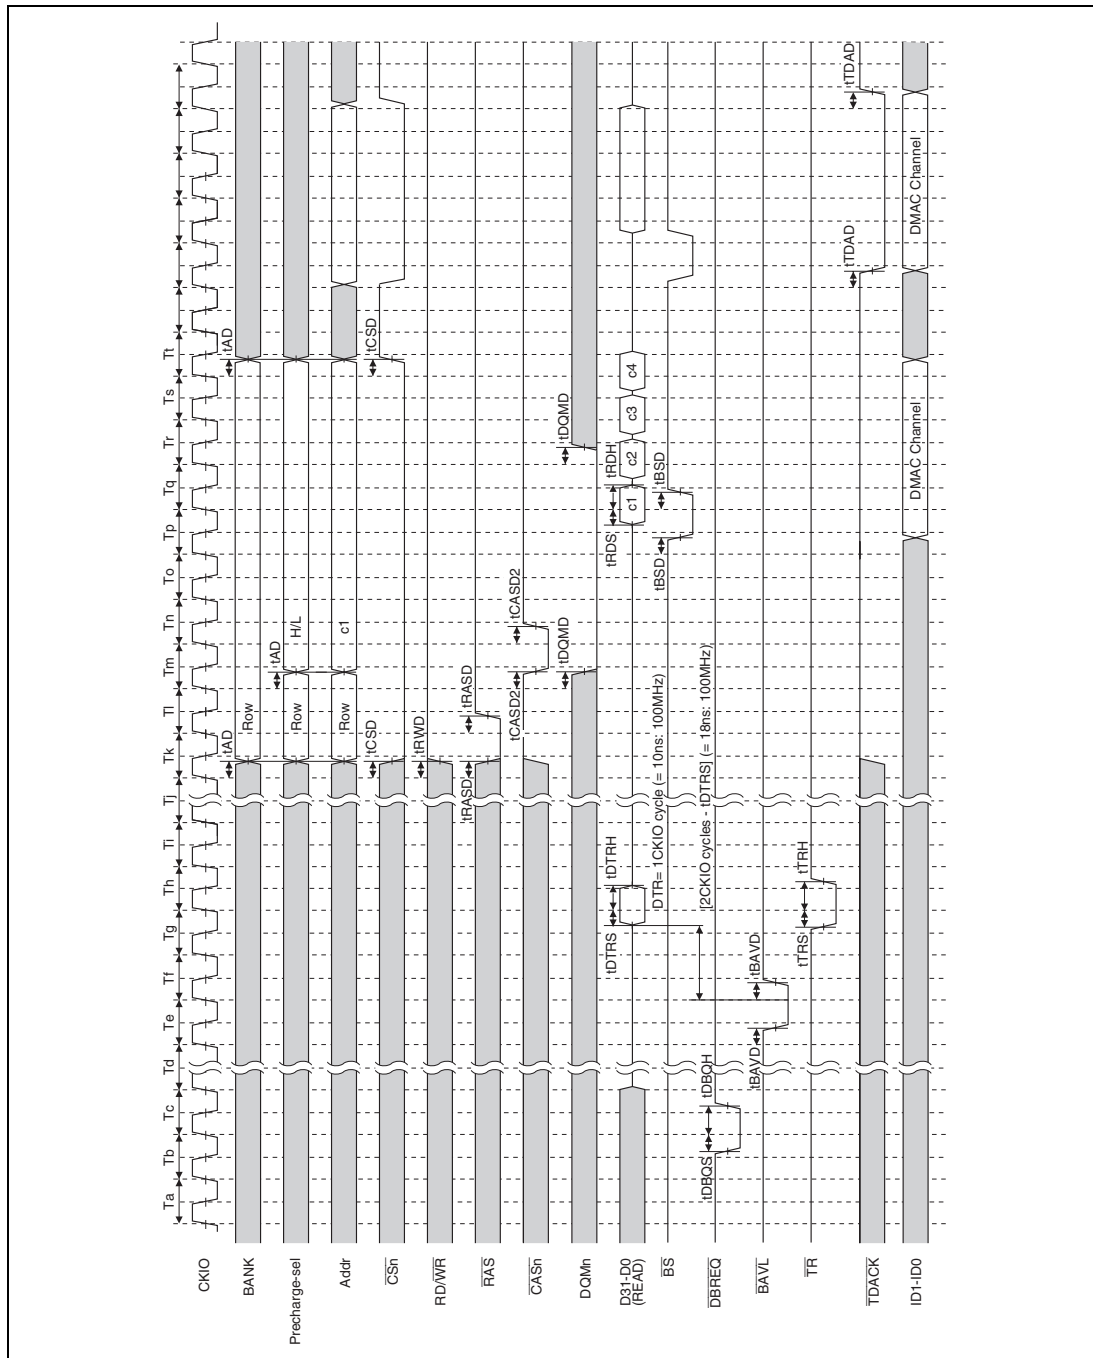 Ta Tb Tc Td Te Tf Tg Th Ti Tj Tk Tl Tm Tn To Tp Tq Tr Ts Tt
CKIO
BANK
tAD
Row
tAD
Precharge-sel
Row
tAD
H/L
Addr
Row
c1
CSn
tCSD
tCSD
RD/WR
tRWD
RAS
tRASD
tRASD
CASn
tCASD2
tCASD2
DQMn
tDQMD
tDQMD
D31-D0
(READ)
tDTRS
tDTRH
tRDS
tRDH
c1
c2
c3
c4
DTR= 1CKIO cycle (= 10ns: 100MHz)
BS
tBSD
tBSD
[2CKIO cycles - tDTRS] (= 18ns: 100MHz)
DBREQ
tDBQS
tDBQH
BAVL
tBAVD
tBAVD
TR
tTRS
tTRH
TDACK
tTDAD
tTDAD
ID1-ID0
DMAC Channel
DMAC Channel